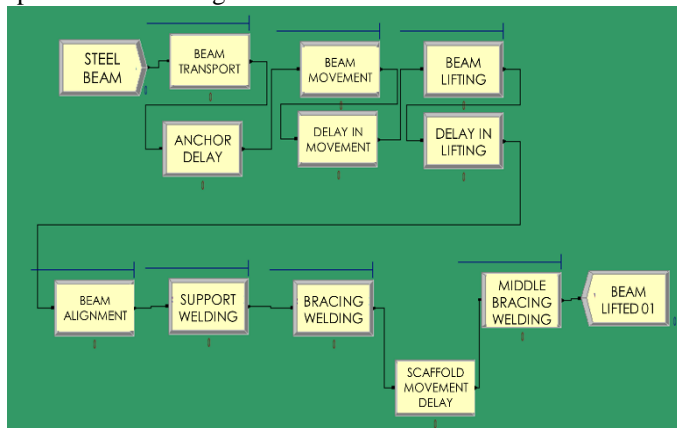 STEEL
BEAM
BEAM
TRANSPORT
BEAM
MOVEMENT
BEAM
LIFTING
ANCHOR
DELAY
DELAY IN
MOVEMENT
DELAY IN
LIFTING
BEAM
ALIGNMENT
SUPPORT
WELDING
BRACING
WELDING
SCAFFOLD
MOVEMENT
DELAY
MIDDLE
BRACING
WELDING
BEAM
LIFTED 01